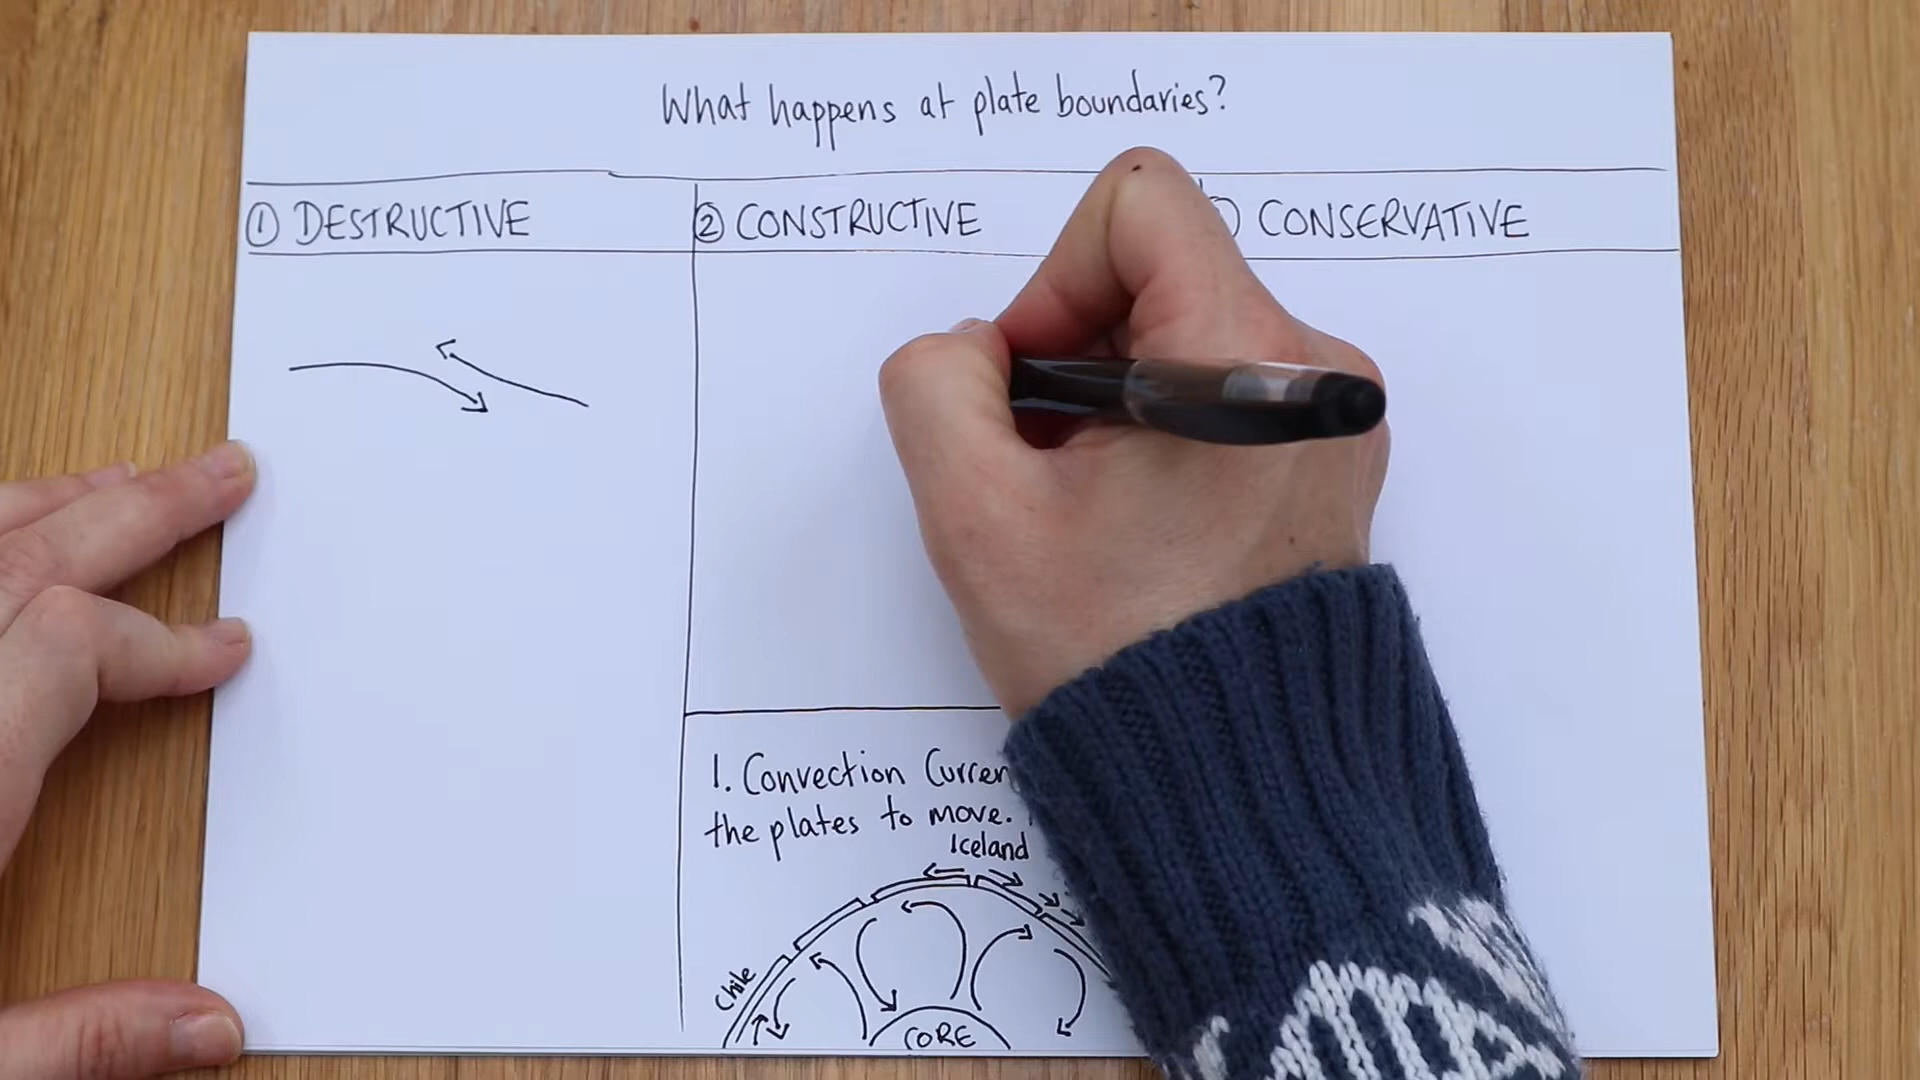 What happens at plate boundaries?
① DESTRUCTIVE
② CONSTRUCTIVE
CONSERVATIVE
1. Convection
the plates to move.
Iceland
Chile
CORE